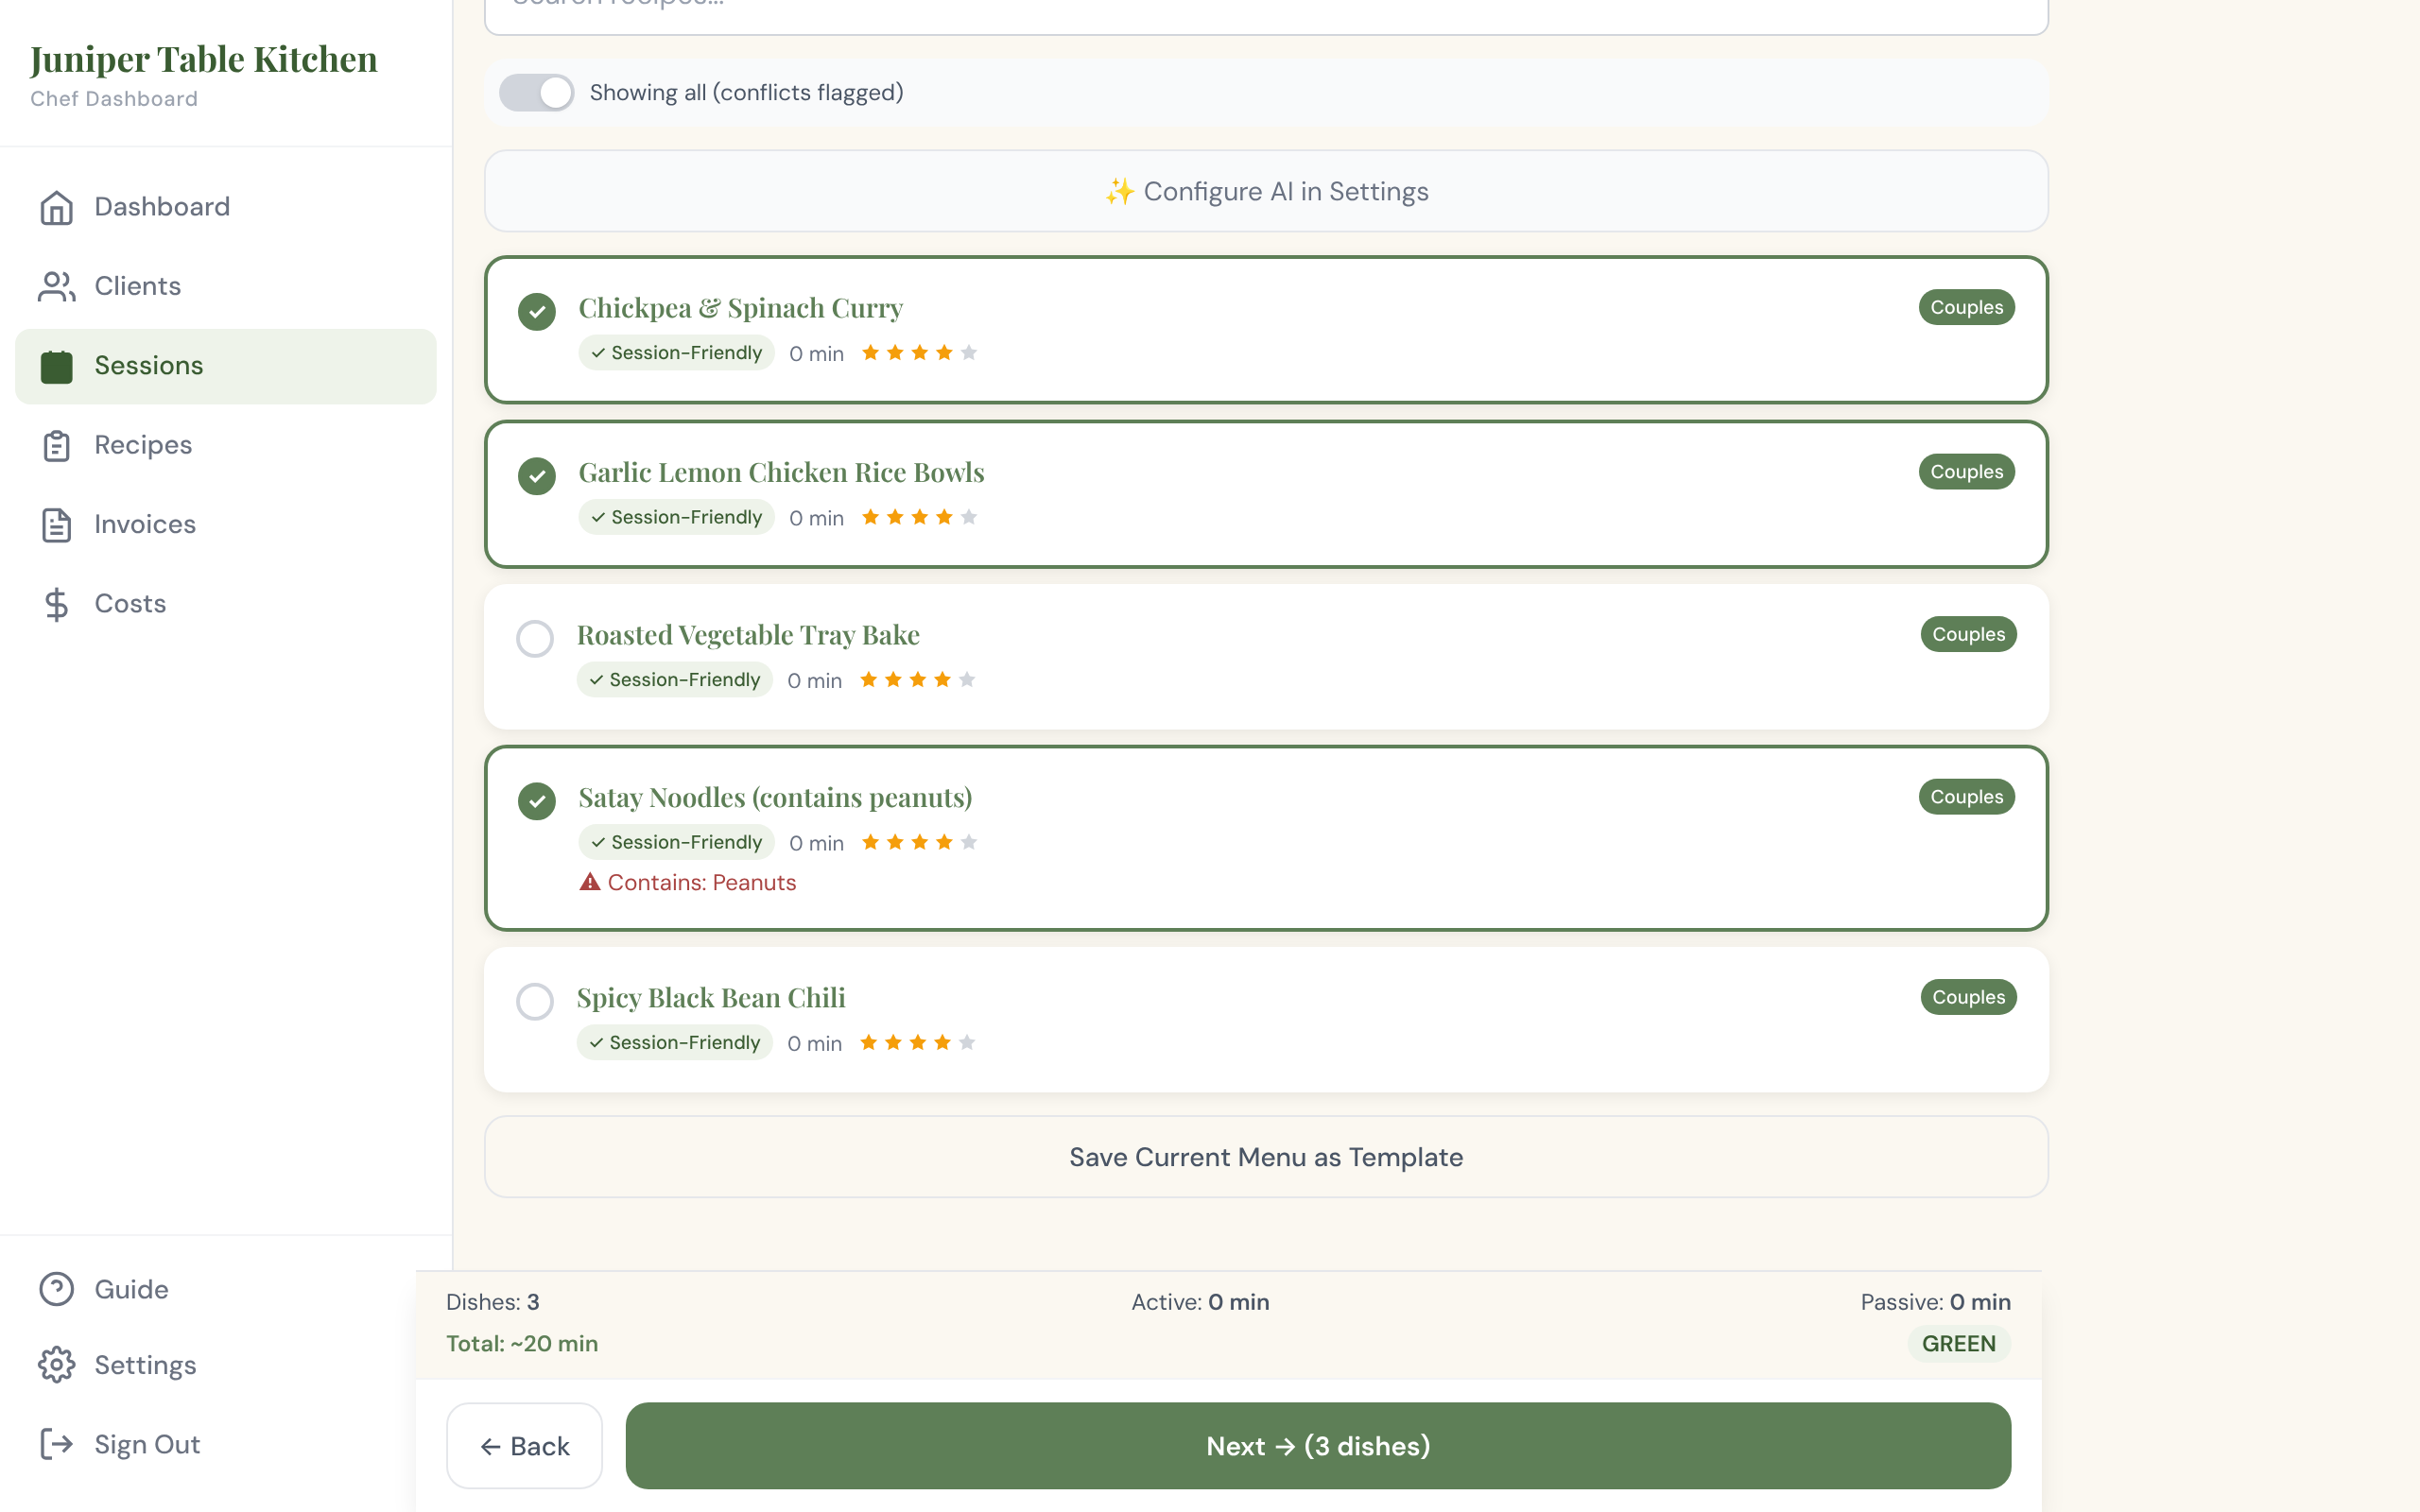 Juniper Table Kitchen
Chef Dashboard
Dashboard
Clients
Sessions
Recipes
Invoices
Costs
Guide
Settings
Sign Out
Search recipes...
Showing all (conflicts flagged)
✨ Configure AI in Settings
Chickpea & Spinach Curry
Couples
✓ Session-Friendly 0 min
Garlic Lemon Chicken Rice Bowls
Couples
✓ Session-Friendly 0 min
Roasted Vegetable Tray Bake
Couples
✓ Session-Friendly 0 min
Satay Noodles (contains peanuts)
Couples
✓ Session-Friendly 0 min
Contains: Peanuts
Spicy Black Bean Chili
Couples
✓ Session-Friendly 0 min
Save Current Menu as Template
Dishes: 3 Active: 0 min Passive: 0 min
Total: ~20 min GREEN
← Back
Next → (3 dishes)